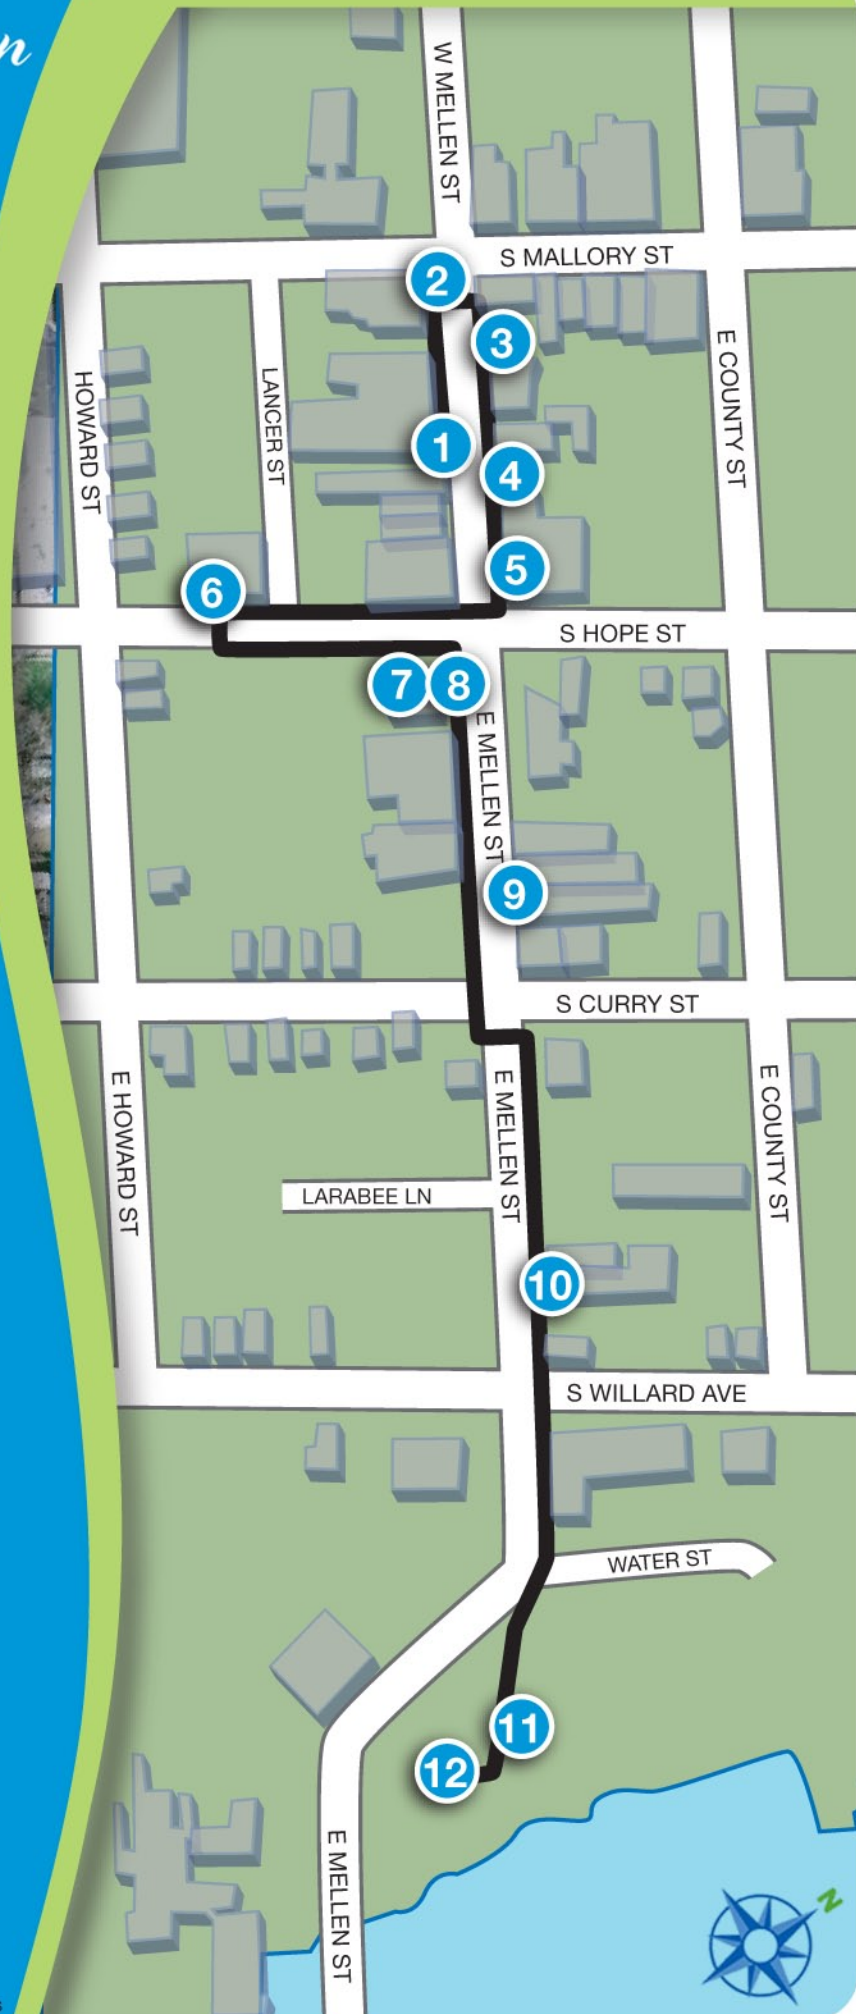 n
W MELLEN ST
S MALLORY ST
2
3
HOWARD ST
LANCER ST
E COUNTY ST
1
4
5
6
S HOPE ST
7
8
E MELLEN ST
9
S CURRY ST
E HOWARD ST
E MELLEN ST
E COUNTY ST
LARABEE LN
10
S WILLARD AVE
WATER ST
11
12
E MELLEN ST
N